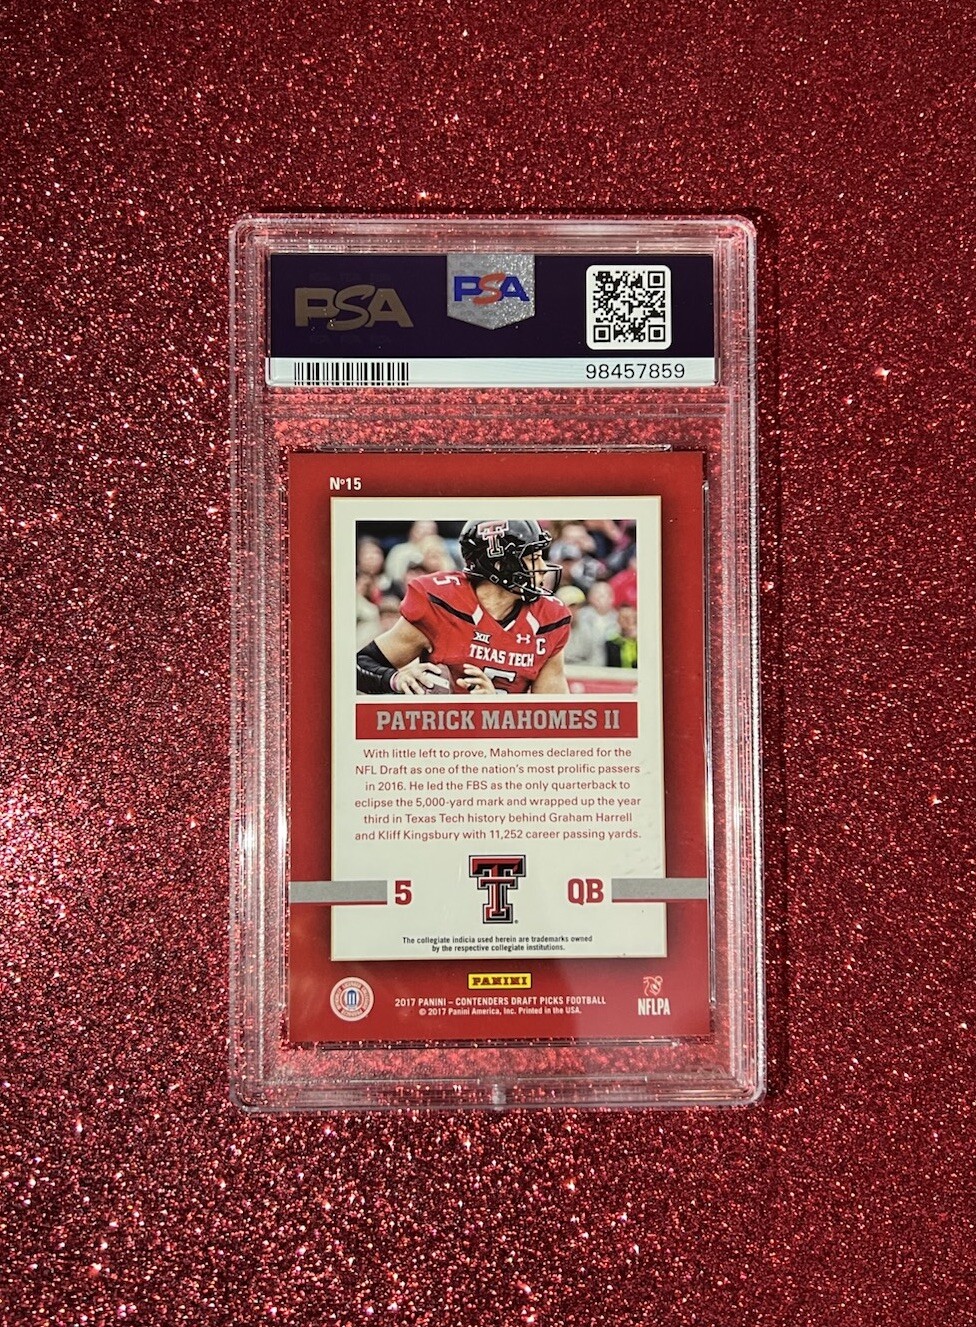 PSA
PSA
98457859
Nº15
TEXAS TECH
PATRICK MAHOMES II
With little left to prove, Mahomes declared for the
NFL Draft as one of the nation's most prolific passers
in 2016. He led the FBS as the only quarterback to
eclipse the 5,000-yard mark and wrapped up the year
third in Texas Tech history behind Graham Harrell
and Kliff Kingsbury with 11,252 career passing yards.
5
QB
The collegiate indicia used herein are trademarks owned
by the respective collegiate institutions.
PANINI
2017 PANINI – CONTENDERS DRAFT PICKS FOOTBALL
© 2017 Panini America, Inc. Printed in the USA.
NFLPA